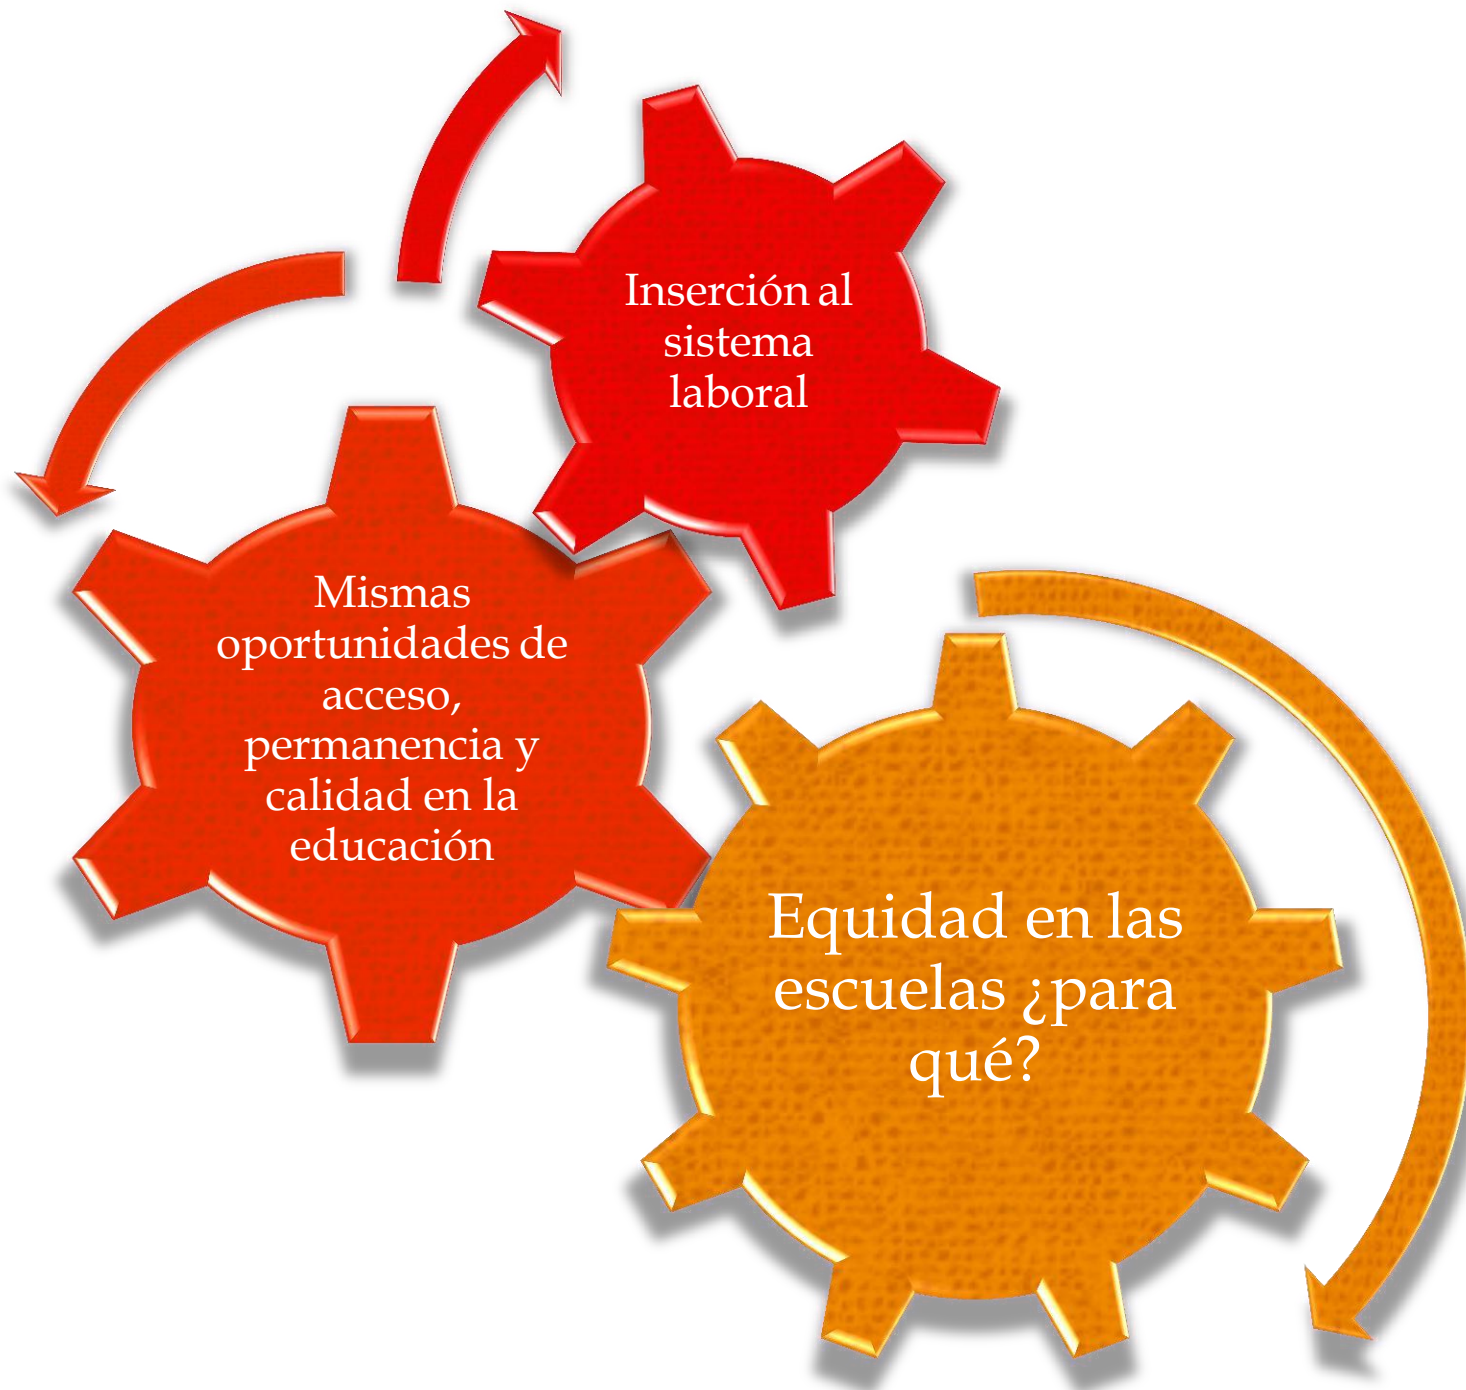 Inserción al
sistema
laboral
Mismas
oportunidades de
acceso,
permanencia y
calidad en la
educación
Equidad en las
escuelas ¿para
qué?